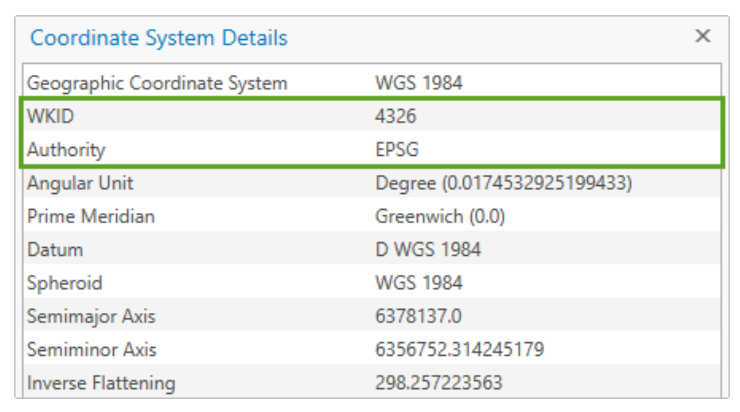 Coordinate System Details
Geographic Coordinate System WGS 1984
WKID 4326
Authority EPSG
Angular Unit Degree (0.0174532925199433)
Prime Meridian Greenwich (0.0)
Datum D WGS 1984
Spheroid WGS 1984
Semimajor Axis 6378137.0
Semiminor Axis 6356752.314245179
Inverse Flattening 298.257223563